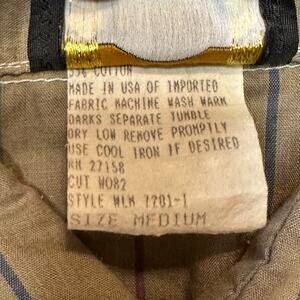 COTTON
MADE IN USA OF IMPORTED
FABRIC MACHINE WASH WARM
DARKS SEPARATE TUMBLE
DRY LOW REMOVE PROMPTLY
USE COOL IRON IF DESIRED
RN 27158
CUT W082
STYLE WLM 7201-1
SIZE MEDIUM